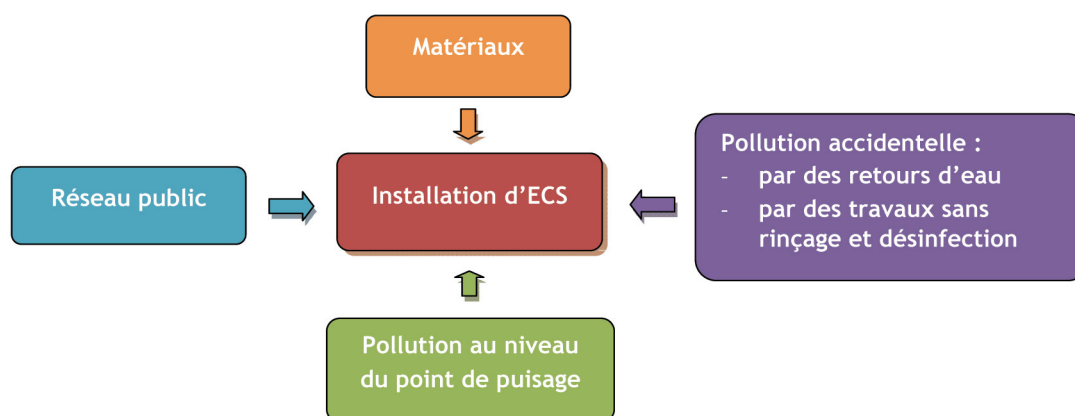 Matériaux
Réseau public
Installation d’ECS
Pollution accidentelle :
- par des retours d’eau
- par des travaux sans
rinçage et désinfection
Pollution au niveau
du point de puisage